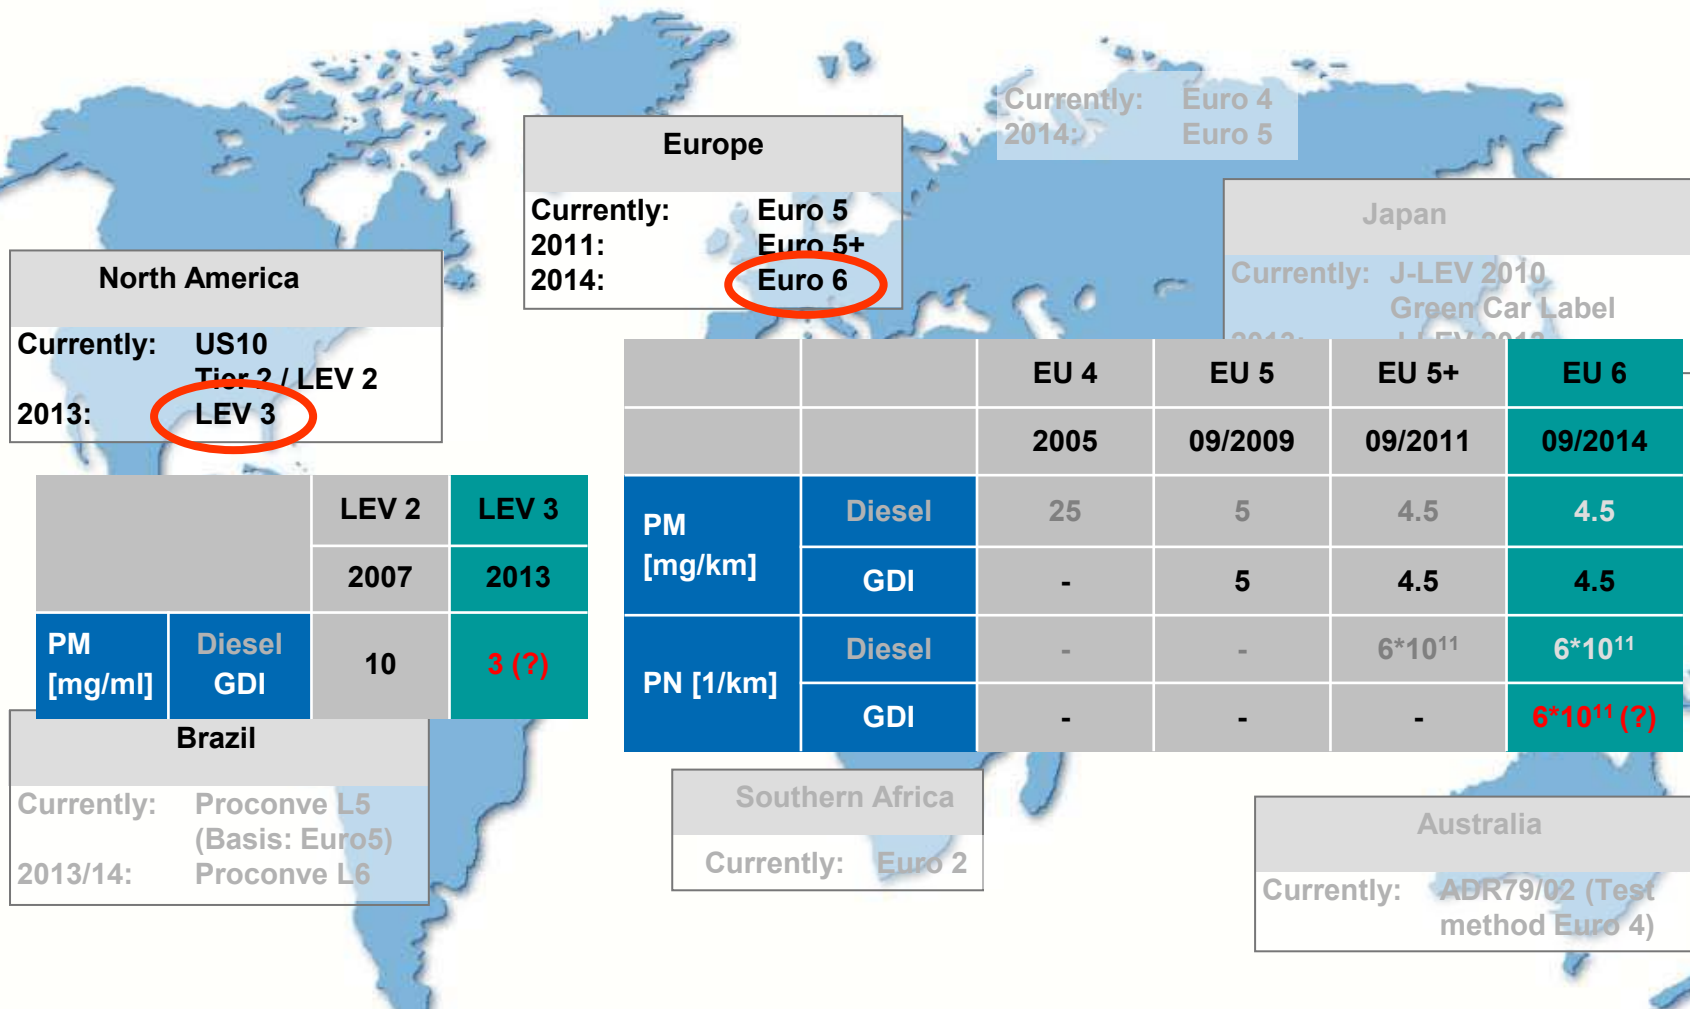 Currently: Euro 4
2014: Euro 5
Europe
Currently: Euro 5
2011: Euro 5+
2014: Euro 6
Japan
Currently: J-LEV 2010
Green Car Label
North America
Currently: US10
Tier 2 / LEV 2
2013: LEV 3
EU 4 EU 5 EU 5+ EU 6
2005 09/2009 09/2011 09/2014
PM [mg/km] Diesel 25 5 4.5 4.5
GDI - 5 4.5 4.5
PN [1/km] Diesel - - 6*10¹¹ 6*10¹¹
GDI - - - 6*10¹¹ (?)
LEV 2 LEV 3
2007 2013
PM [mg/ml] Diesel GDI 10 3 (?)
Brazil
Currently: Proconve L5
(Basis: Euro5)
2013/14: Proconve L6
Southern Africa
Currently: Euro 2
Australia
Currently: ADR79/02 (Test
method Euro 4)